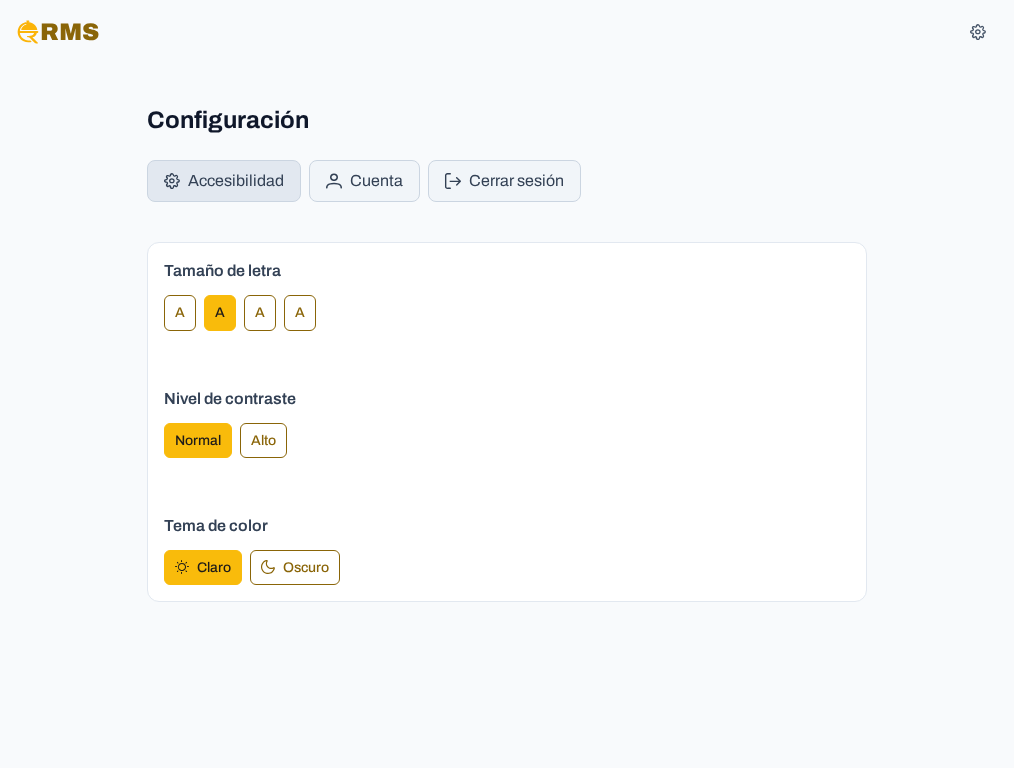 RMS
Configuración
Accesibilidad Cuenta Cerrar sesión
Tamaño de letra
A A A A
Nivel de contraste
Normal Alto
Tema de color
Claro Oscuro